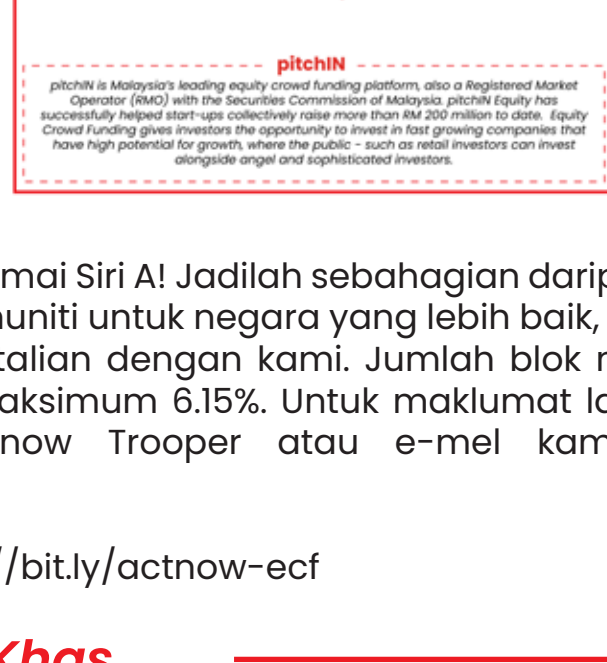 pitchIN
pitchIN is Malaysia's leading equity crowd funding platform, also a Registered Market
Operator (RMO) with the Securities Commission of Malaysia. pitchIN Equity has
successfully helped start-ups collectively raise more than RM 200 million to date. Equity
Crowd Funding gives investors the opportunity to invest in fast growing companies that
have high potential for growth, where the public - such as retail investors can invest
alongside angel and sophisticated investors.
mai Siri A! Jadilah sebahagian darip
uniti untuk negara yang lebih baik,
talian dengan kami. Jumlah blok
aksimum 6.15%. Untuk maklumat la
now Trooper atau e-mel kam
//bit.ly/actnow-ecf
Khas